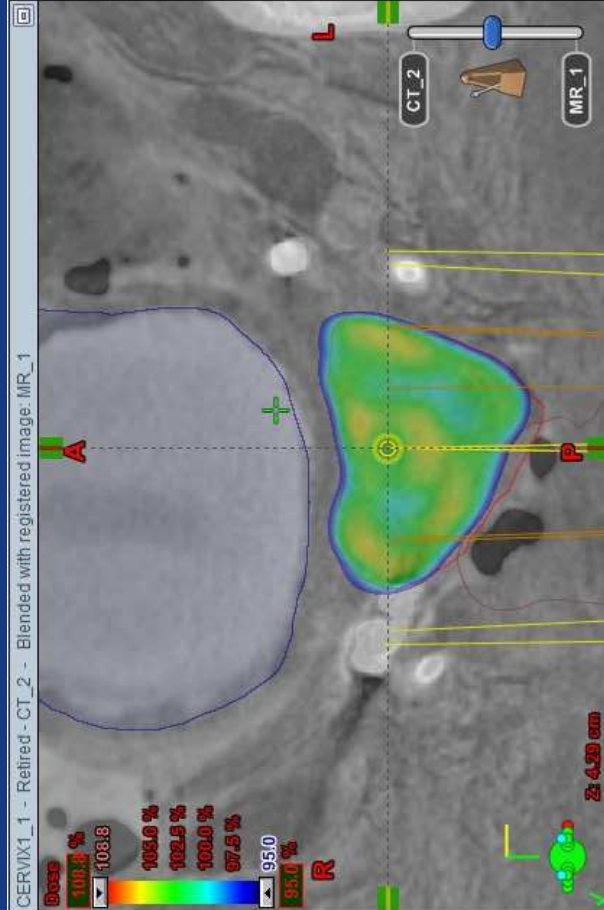 CERVIX1_1 - Retired - CT_2 - Blended with registered image: MR_1
Dose
108.8 %
108.8
105.0 %
102.5 %
100.0 %
97.5 %
95.0
95.0 %
A
R
L
P
CT_2
MR_1
Z: 4.29 cm